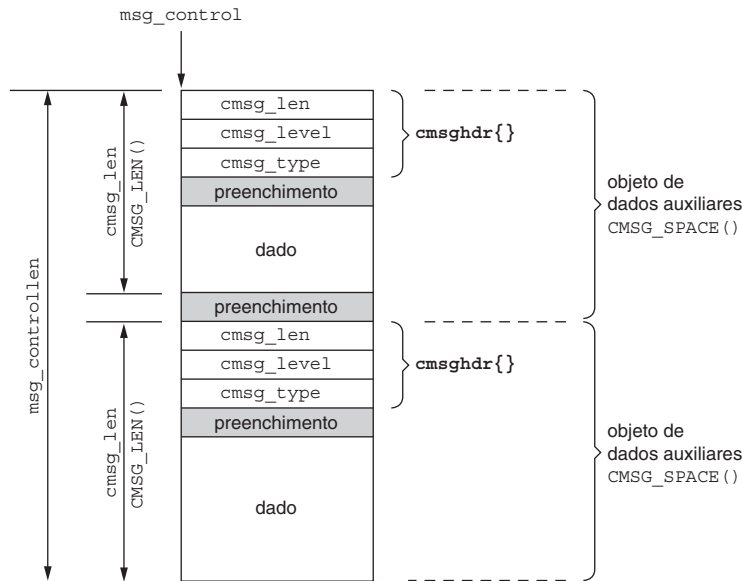 msg_control
cmsg_len
cmsg_level
cmsg_type
preenchimento
dado
preenchimento
cmsg_len
cmsg_level
cmsg_type
preenchimento
dado
cmsghdr{}
cmsghdr{}
objeto de
dados auxiliares
CMSG_SPACE()
objeto de
dados auxiliares
CMSG_SPACE()
cmsg_len
CMSG_LEN()
cmsg_len
CMSG_LEN()
msg_controllen